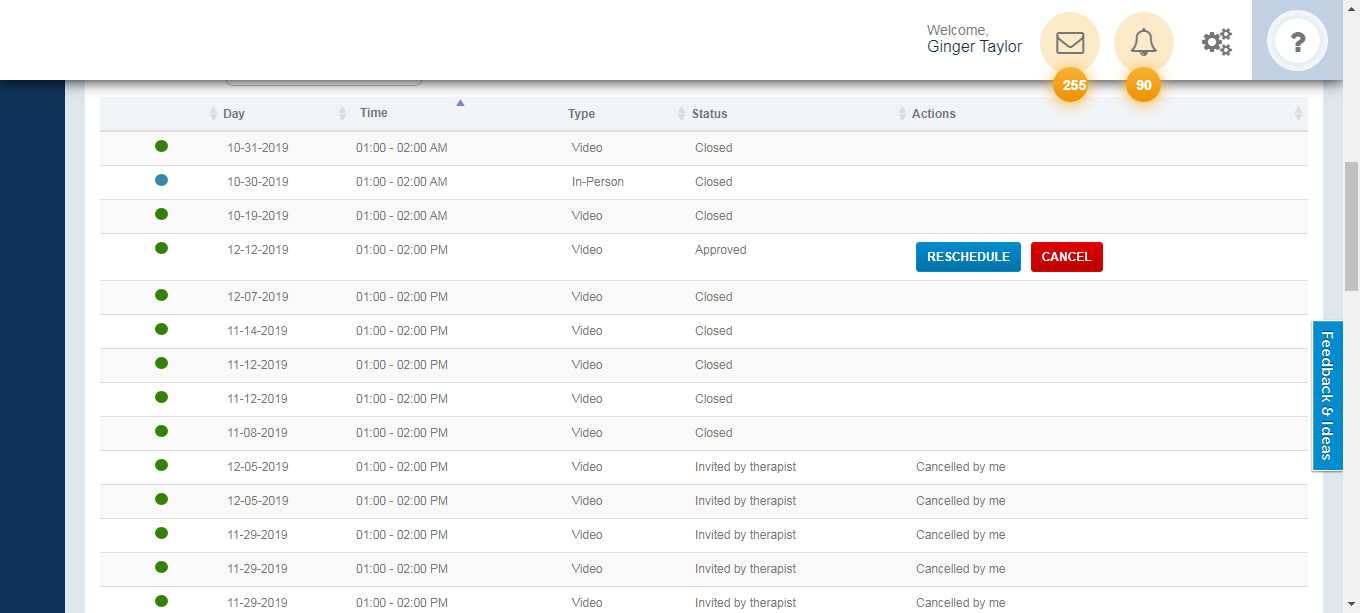 Welcome,
Ginger Taylor
?
255
90
Day Time Type Status Actions
10-31-2019 01:00 - 02:00 AM Video Closed
10-30-2019 01:00 - 02:00 AM In-Person Closed
10-19-2019 01:00 - 02:00 AM Video Closed
12-12-2019 01:00 - 02:00 PM Video Approved RESCHEDULE CANCEL
12-07-2019 01:00 - 02:00 PM Video Closed
11-14-2019 01:00 - 02:00 PM Video Closed
11-12-2019 01:00 - 02:00 PM Video Closed
11-12-2019 01:00 - 02:00 PM Video Closed
11-08-2019 01:00 - 02:00 PM Video Closed
12-05-2019 01:00 - 02:00 PM Video Invited by therapist Cancelled by me
12-05-2019 01:00 - 02:00 PM Video Invited by therapist Cancelled by me
11-29-2019 01:00 - 02:00 PM Video Invited by therapist Cancelled by me
11-29-2019 01:00 - 02:00 PM Video Invited by therapist Cancelled by me
11-29-2019 01:00 - 02:00 PM Video Invited by therapist Cancelled by me
Feedback & Ideas